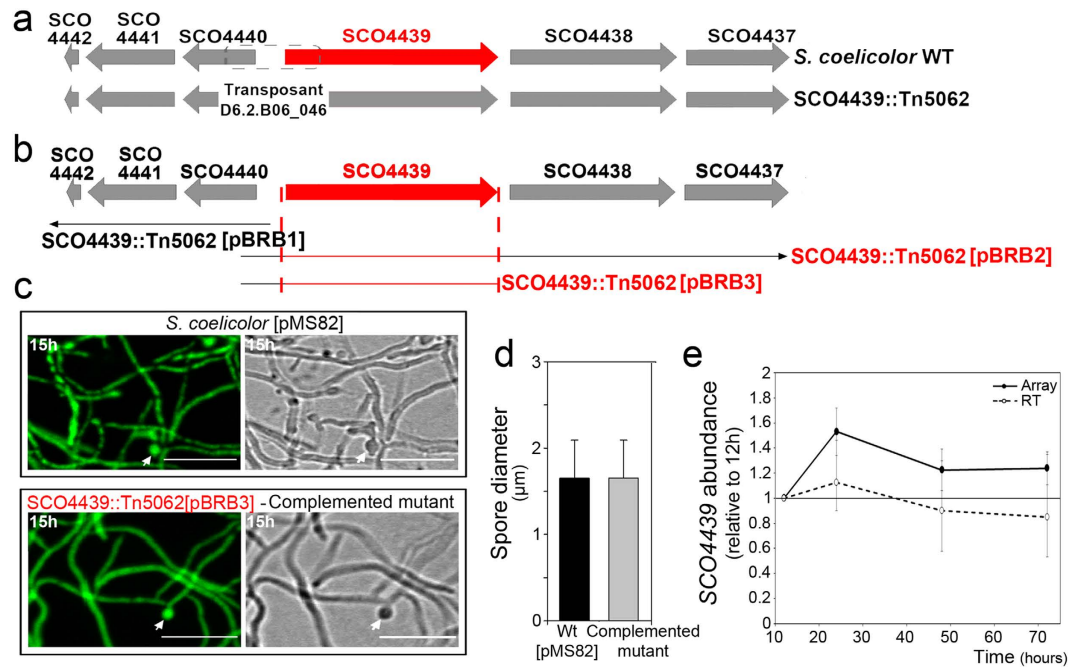 a
SCO
4442
SCO
4441
SCO4440
SCO4439
SCO4438
SCO4437
S. coelicolor WT
Transposant
D6.2.B06_046
SCO4439::Tn5062
b
SCO
4442
SCO
4441
SCO4440
SCO4439
SCO4438
SCO4437
SCO4439::Tn5062 [pBRB1]
SCO4439::Tn5062 [pBRB2]
SCO4439::Tn5062 [pBRB3]
c
S. coelicolor [pMS82]
15h
15h
SCO4439::Tn5062[pBRB3] - Complemented mutant
15h
15h
d
Spore diameter
(μm)
3
2
1
0
Wt
[pMS82]
Complemented
mutant
e
SCO4439 abundance
(relative to 12h)
2
1.8
1.6
1.4
1.2
1
0.8
0.6
0.4
0.2
0
Array
RT
10 20 30 40 50 60 70
Time (hours)